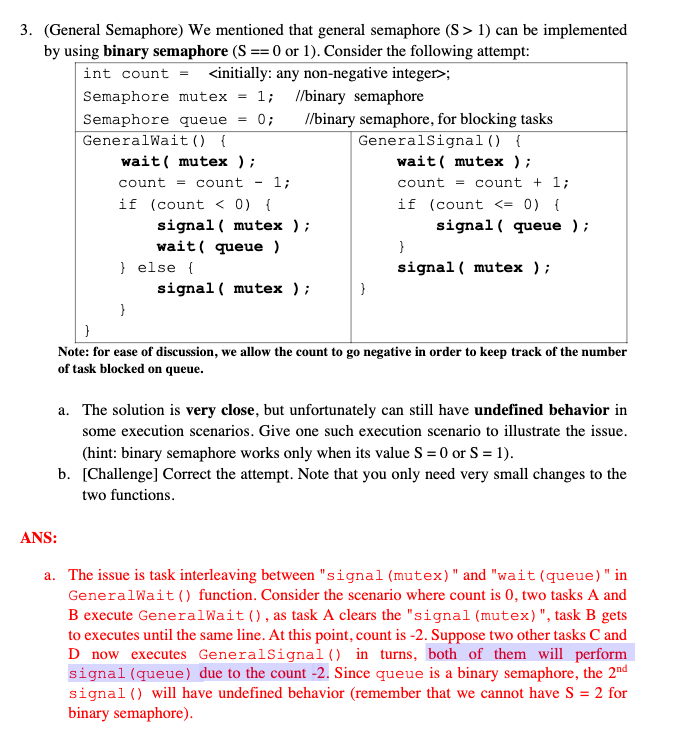 3. (General Semaphore) We mentioned that general semaphore (S > 1) can be implemented
by using binary semaphore (S == 0 or 1). Consider the following attempt:
int count = <initially: any non-negative integer>;
Semaphore mutex = 1; //binary semaphore
Semaphore queue = 0; //binary semaphore, for blocking tasks
GeneralWait() {
wait( mutex );
count = count - 1;
if (count < 0) {
signal( mutex );
wait( queue )
} else {
signal( mutex );
}
}
GeneralSignal() {
wait( mutex );
count = count + 1;
if (count <= 0) {
signal( queue );
}
signal( mutex );
}
Note: for ease of discussion, we allow the count to go negative in order to keep track of the number
of task blocked on queue.
a. The solution is very close, but unfortunately can still have undefined behavior in
some execution scenarios. Give one such execution scenario to illustrate the issue.
(hint: binary semaphore works only when its value S = 0 or S = 1).
b. [Challenge] Correct the attempt. Note that you only need very small changes to the
two functions.
ANS:
a. The issue is task interleaving between "signal(mutex)" and "wait(queue)" in
GeneralWait() function. Consider the scenario where count is 0, two tasks A and
B execute GeneralWait(), as task A clears the "signal(mutex)", task B gets
to executes until the same line. At this point, count is -2. Suppose two other tasks C and
D now executes GeneralSignal() in turns, both of them will perform
signal(queue) due to the count -2. Since queue is a binary semaphore, the 2nd
signal() will have undefined behavior (remember that we cannot have S = 2 for
binary semaphore).